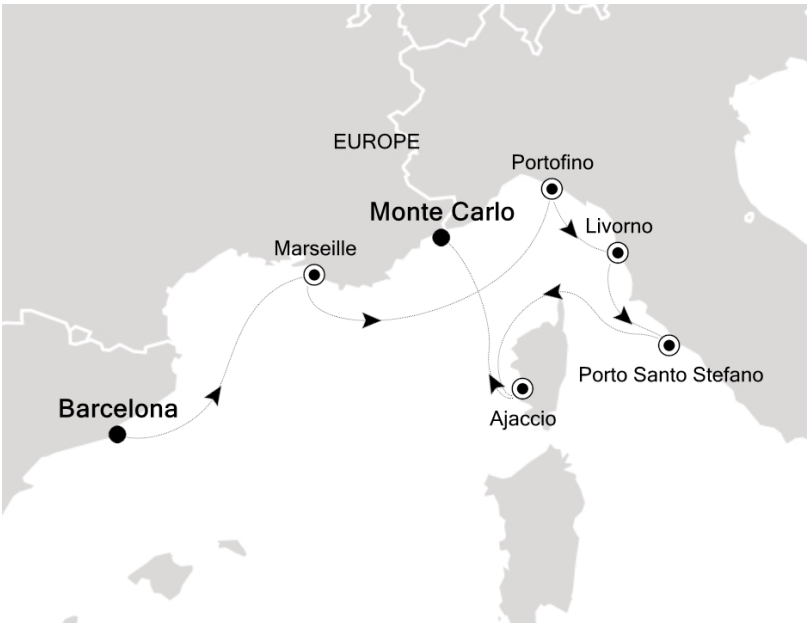 EUROPE
Portofino
Monte Carlo
Livorno
Marseille
Porto Santo Stefano
Barcelona
Ajaccio